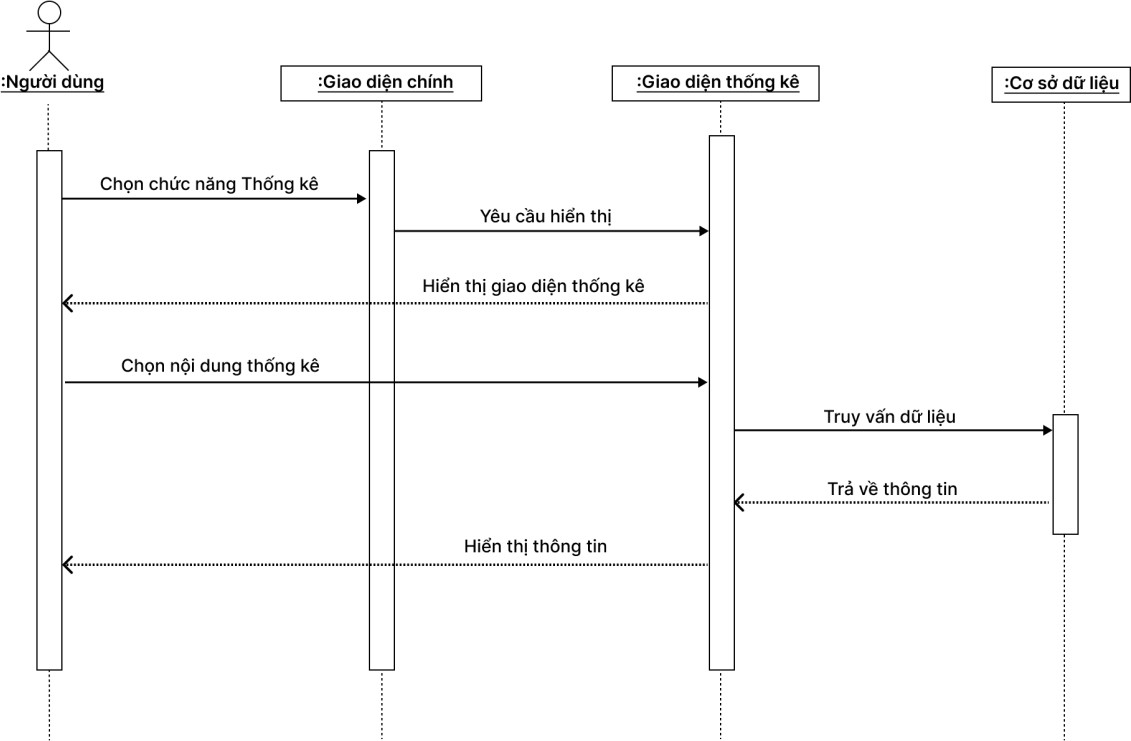 :Người dùng
:Giao diện chính
:Giao diện thống kê
:Cơ sở dữ liệu
Chọn chức năng Thống kê
Yêu cầu hiển thị
Hiển thị giao diện thống kê
Chọn nội dung thống kê
Truy vấn dữ liệu
Trả về thông tin
Hiển thị thông tin